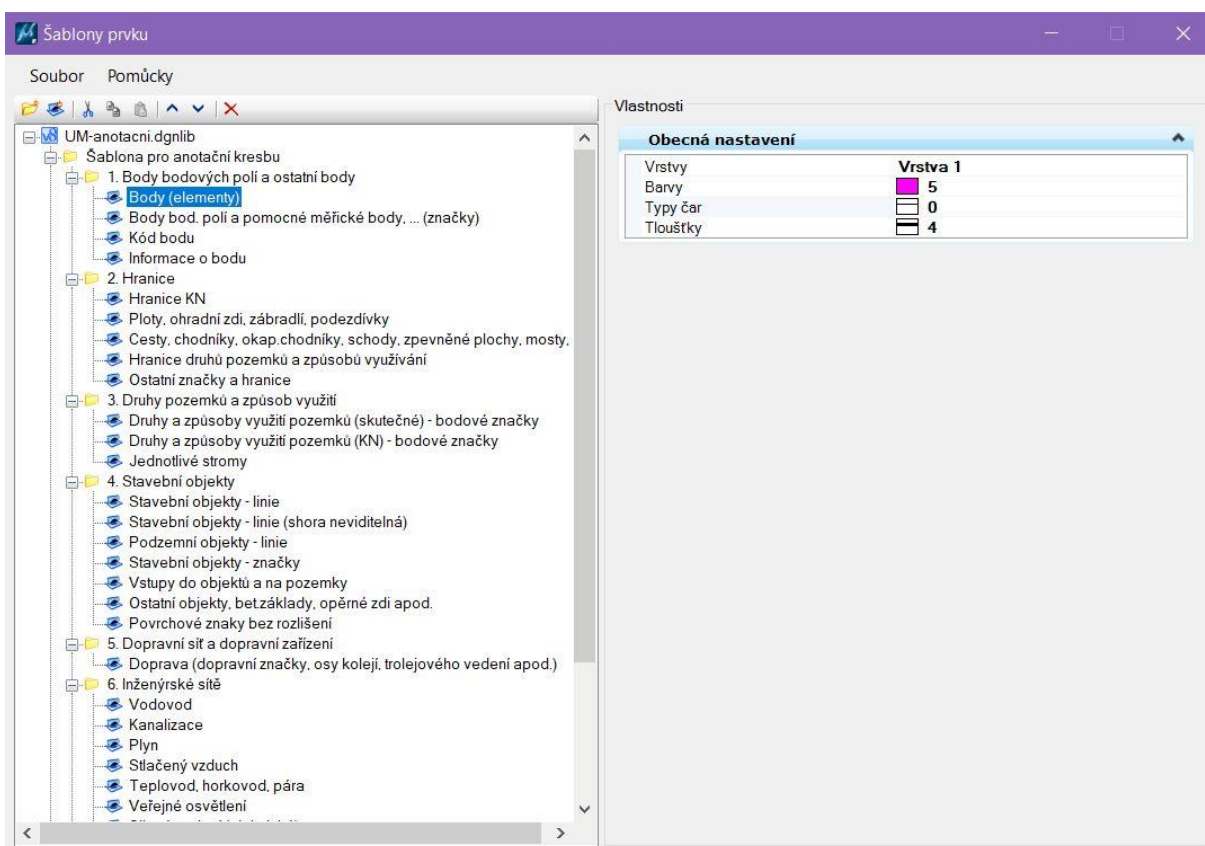 Šablony prvku
Soubor Pomůcky
UM-anotacni.dgnlib
Šablona pro anotační kresbu
1. Body bodových polí a ostatní body
Body (elementy)
Body bod. polí a pomocné měřické body, ... (značky)
Kód bodu
Informace o bodu
2. Hranice
Hranice KN
Ploty, ohradní zdi, zábradlí, podezdívky
Cesty, chodníky, okap.chodníky, schody, zpevněné plochy, mosty,
Hranice druhů pozemků a způsobů využívání
Ostatní značky a hranice
3. Druhy pozemků a způsob využití
Druhy a způsoby využití pozemků (skutečné) - bodové značky
Druhy a způsoby využití pozemků (KN) - bodové značky
Jednotlivé stromy
4. Stavební objekty
Stavební objekty - linie
Stavební objekty - linie (shora neviditelná)
Podzemní objekty - linie
Stavební objekty - značky
Vstupy do objektů a na pozemky
Ostatní objekty, bet.základy, opěrné zdi apod.
Povrchové znaky bez rozlišení
5. Dopravní síť a dopravní zařízení
Doprava (dopravní značky, osy kolejí, trolejového vedení apod.)
6. Inženýrské sítě
Vodovod
Kanalizace
Plyn
Stlačený vzduch
Teplovod, horkovod, pára
Veřejné osvětlení
Vlastnosti
Obecná nastavení
Vrstvy Vrstva 1
Barvy 5
Typy čar 0
Tloušťky 4